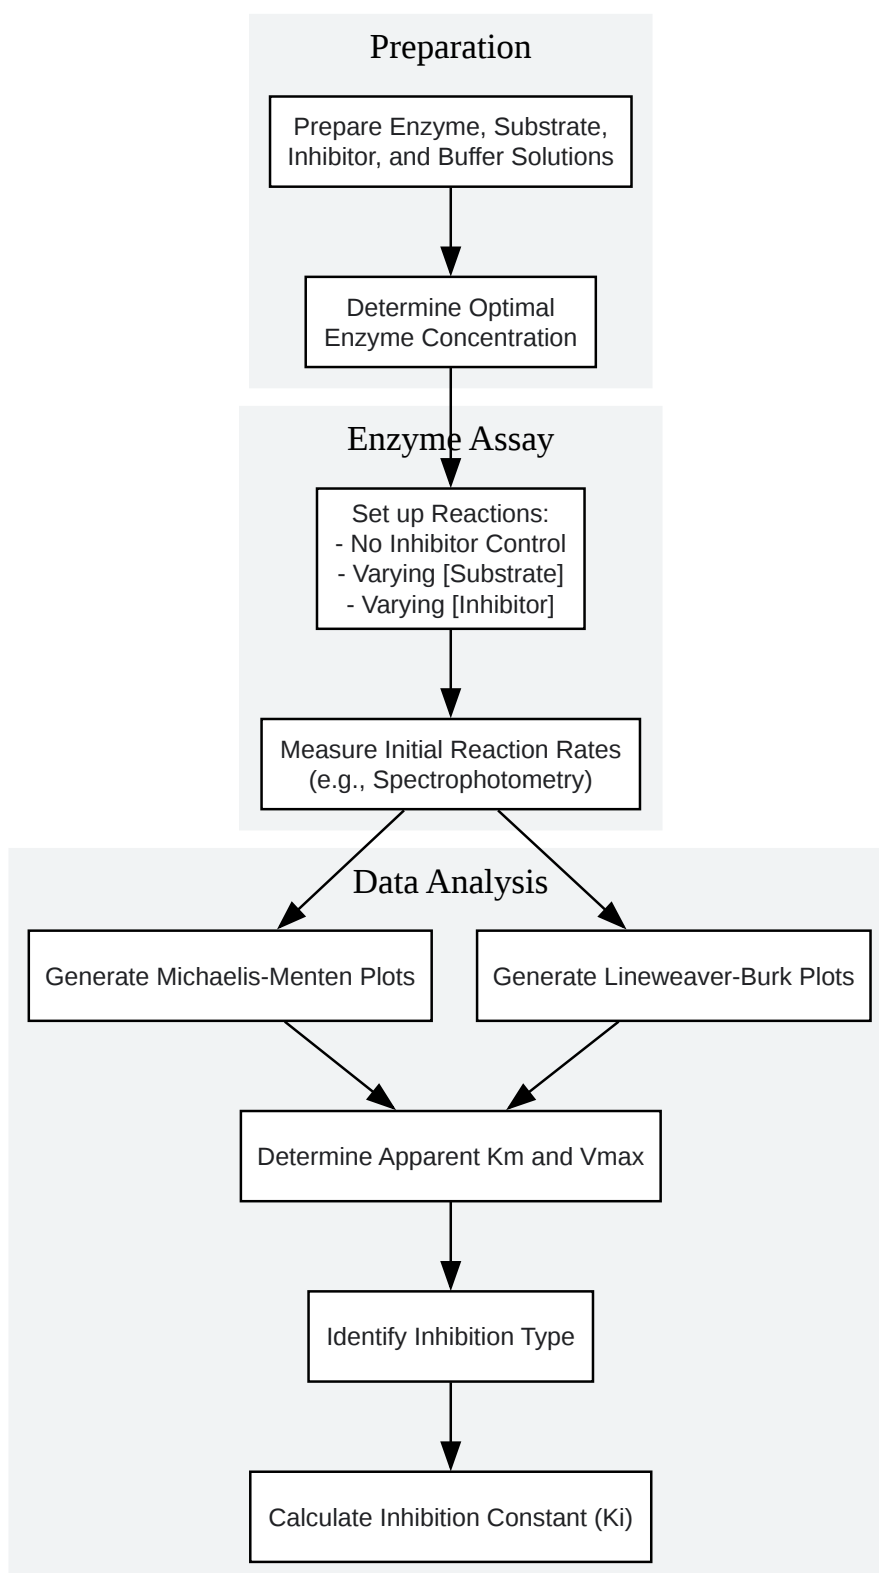 Preparation
Prepare Enzyme, Substrate,
Inhibitor, and Buffer Solutions
Determine Optimal
Enzyme Concentration
Enzyme Assay
Set up Reactions:
- No Inhibitor Control
- Varying [Substrate]
- Varying [Inhibitor]
Measure Initial Reaction Rates
(e.g., Spectrophotometry)
Data Analysis
Generate Michaelis-Menten Plots
Generate Lineweaver-Burk Plots
Determine Apparent Km and Vmax
Identify Inhibition Type
Calculate Inhibition Constant (Ki)